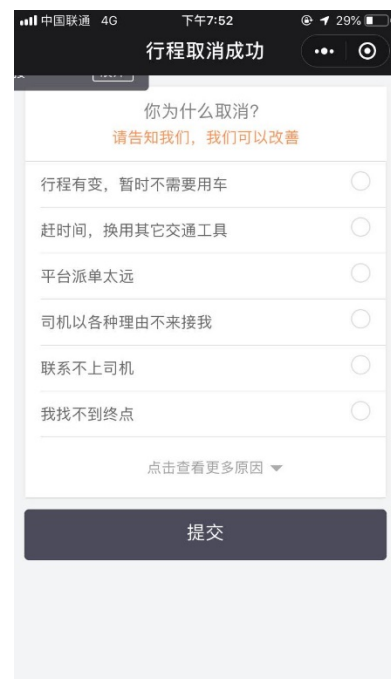 中国联通 4G 下午7:52 29%
行程取消成功
你为什么取消?
请告知我们，我们可以改善
行程有变，暂时不需要用车
赶时间，换用其它交通工具
平台派单太远
司机以各种理由不来接我
联系不上司机
我找不到终点
点击查看更多原因
提交